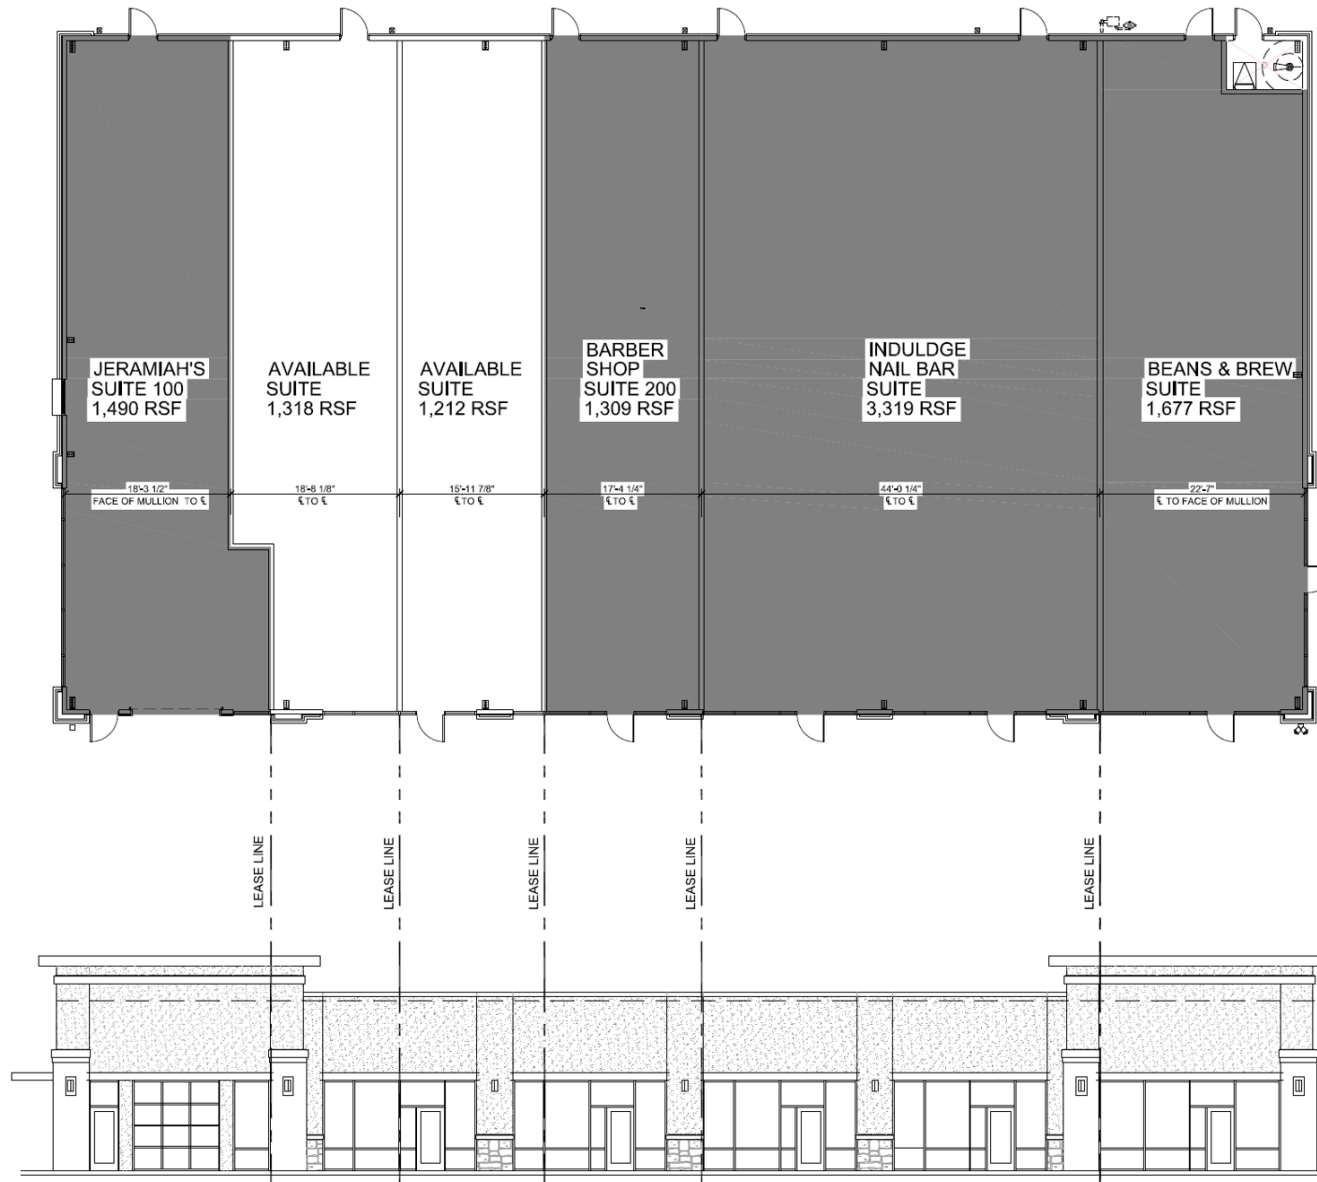 JERAMIAH'S
SUITE 100
1,490 RSF
AVAILABLE
SUITE
1,318 RSF
AVAILABLE
SUITE
1,212 RSF
BARBER
SHOP
SUITE 200
1,309 RSF
INDULDGE
NAIL BAR
SUITE
3,319 RSF
BEANS & BREW
SUITE
1,677 RSF
18'-3 1/2"
FACE OF MULLION TO ℄
18'-8 1/8"
℄ TO ℄
15'-11 7/8"
℄ TO ℄
17'-4 1/4"
℄ TO ℄
44'-0 1/4"
℄ TO ℄
22'-7"
℄ TO FACE OF MULLION
LEASE LINE
LEASE LINE
LEASE LINE
LEASE LINE
LEASE LINE